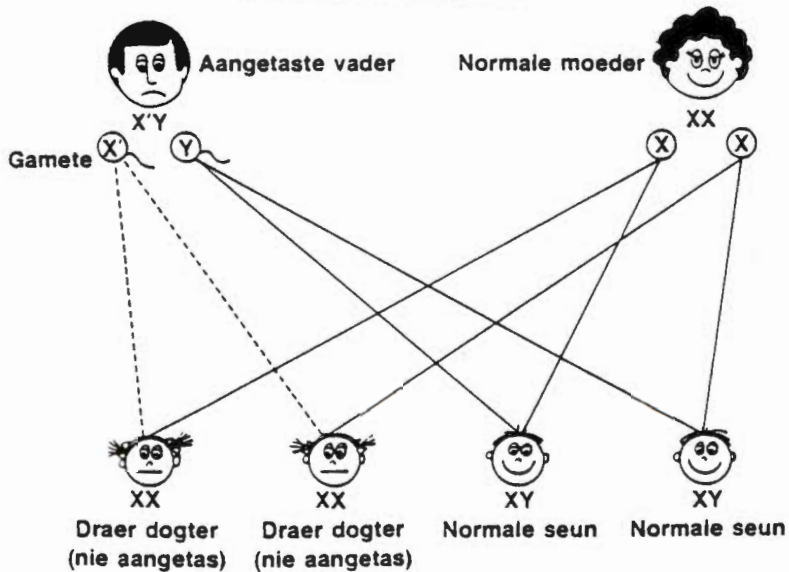 Aangetaste vader Normale moeder
X'Y XX
Gamete X' Y X X
XX XX XY XY
Draer dogter Draer dogter Normale seun Normale seun
(nie aangetas) (nie aangetas)